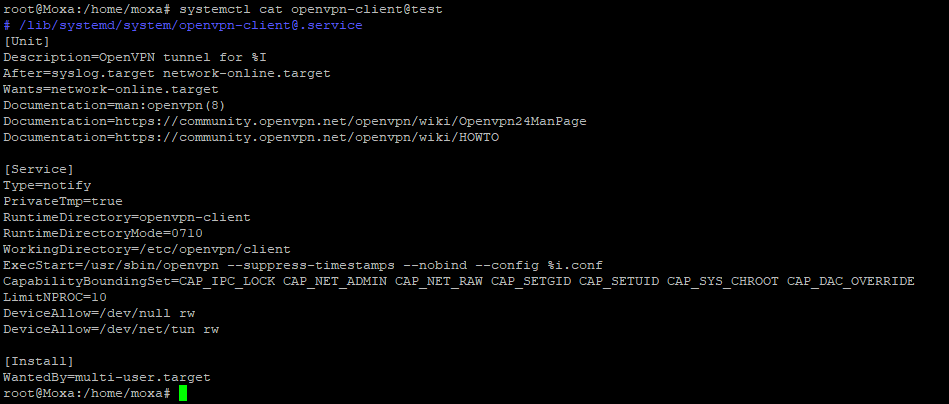 root@Moxa:/home/moxa# systemctl cat openvpn-client@test
# /lib/systemd/system/openvpn-client@.service
[Unit]
Description=OpenVPN tunnel for %I
After=syslog.target network-online.target
Wants=network-online.target
Documentation=man:openvpn(8)
Documentation=https://community.openvpn.net/openvpn/wiki/Openvpn24ManPage
Documentation=https://community.openvpn.net/openvpn/wiki/HOWTO

[Service]
Type=notify
PrivateTmp=true
RuntimeDirectory=openvpn-client
RuntimeDirectoryMode=0710
WorkingDirectory=/etc/openvpn/client
ExecStart=/usr/sbin/openvpn --suppress-timestamps --nobind --config %i.conf
CapabilityBoundingSet=CAP_IPC_LOCK CAP_NET_ADMIN CAP_NET_RAW CAP_SETGID CAP_SETUID CAP_SYS_CHROOT CAP_DAC_OVERRIDE
LimitNPROC=10
DeviceAllow=/dev/null rw
DeviceAllow=/dev/net/tun rw

[Install]
WantedBy=multi-user.target
root@Moxa:/home/moxa#